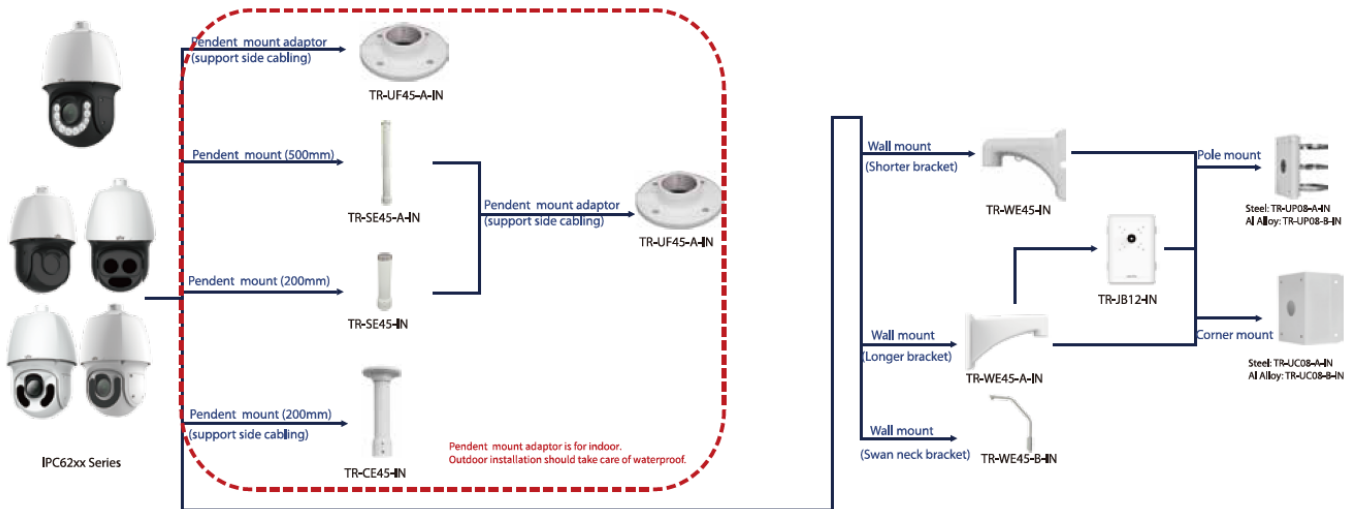 Pendent mount adaptor
(support side cabling)
TR-UF45-A-IN
Pendent mount (500mm)
TR-SE45-A-IN
Pendent mount adaptor
(support side cabling)
TR-UF45-A-IN
Pendent mount (200mm)
TR-SE45-IN
Pendent mount (200mm)
(support side cabling)
TR-CE45-IN
Pendent mount adaptor is for indoor.
Outdoor installation should take care of waterproof.
IPC62xx Series
Wall mount
(Shorter bracket)
TR-WE45-IN
Pole mount
Steel: TR-UP08-A-IN
Al Alloy: TR-UP08-B-IN
TR-JB12-IN
Wall mount
(Longer bracket)
TR-WE45-A-IN
Corner mount
Steel: TR-UC08-A-IN
Al Alloy: TR-UC08-B-IN
Wall mount
(Swan neck bracket)
TR-WE45-B-IN